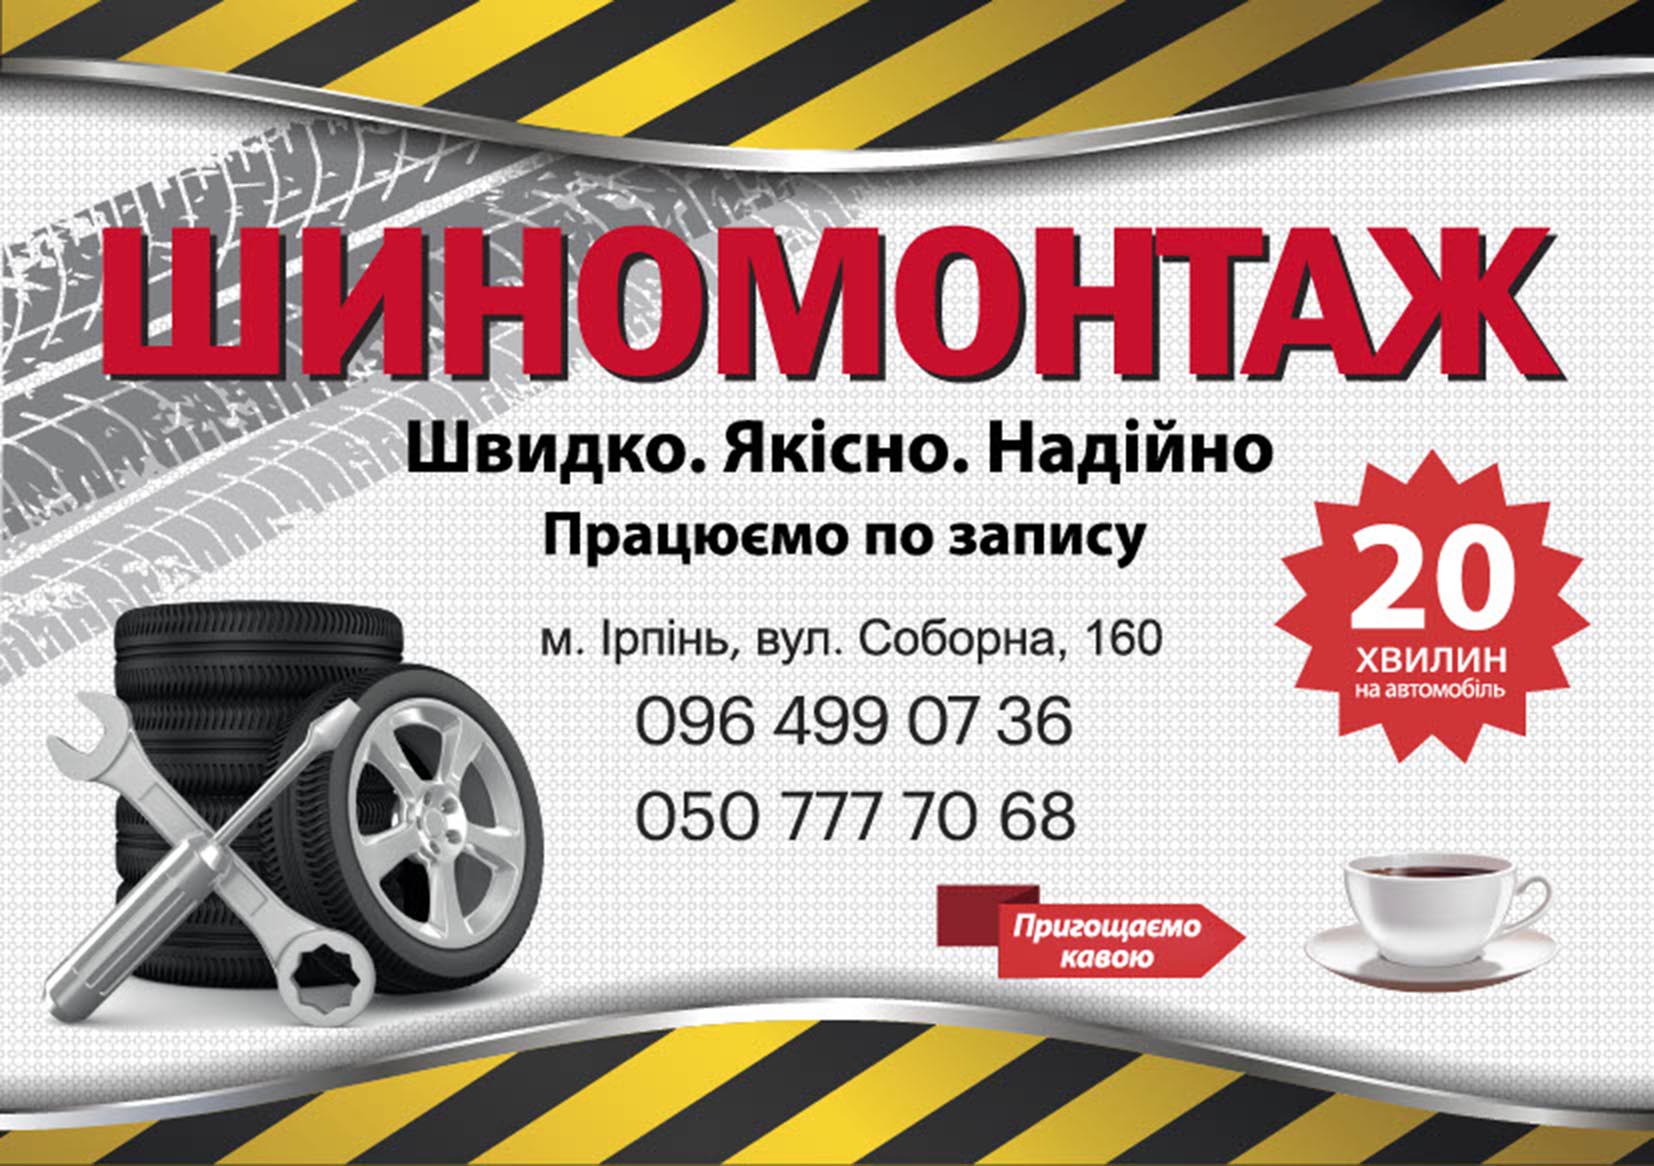 ШИНОМОНТАЖ
Швидко. Якісно. Надійно
Працюємо по запису
м. Ірпінь, вул. Соборна, 160
096 499 07 36
050 777 70 68
20
ХВИЛИН
на автомобіль
Пригощаємо
кавою